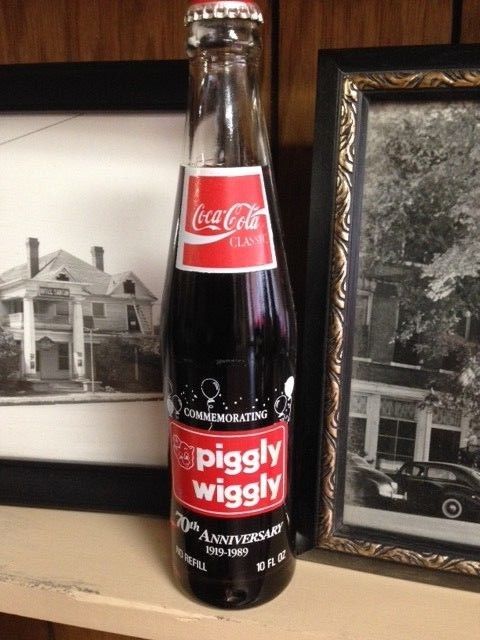 Coca-Cola
CLASSIC
COMMEMORATING
piggly
wiggly
70th ANNIVERSARY
1919-1989
NO REFILL
10 FL OZ